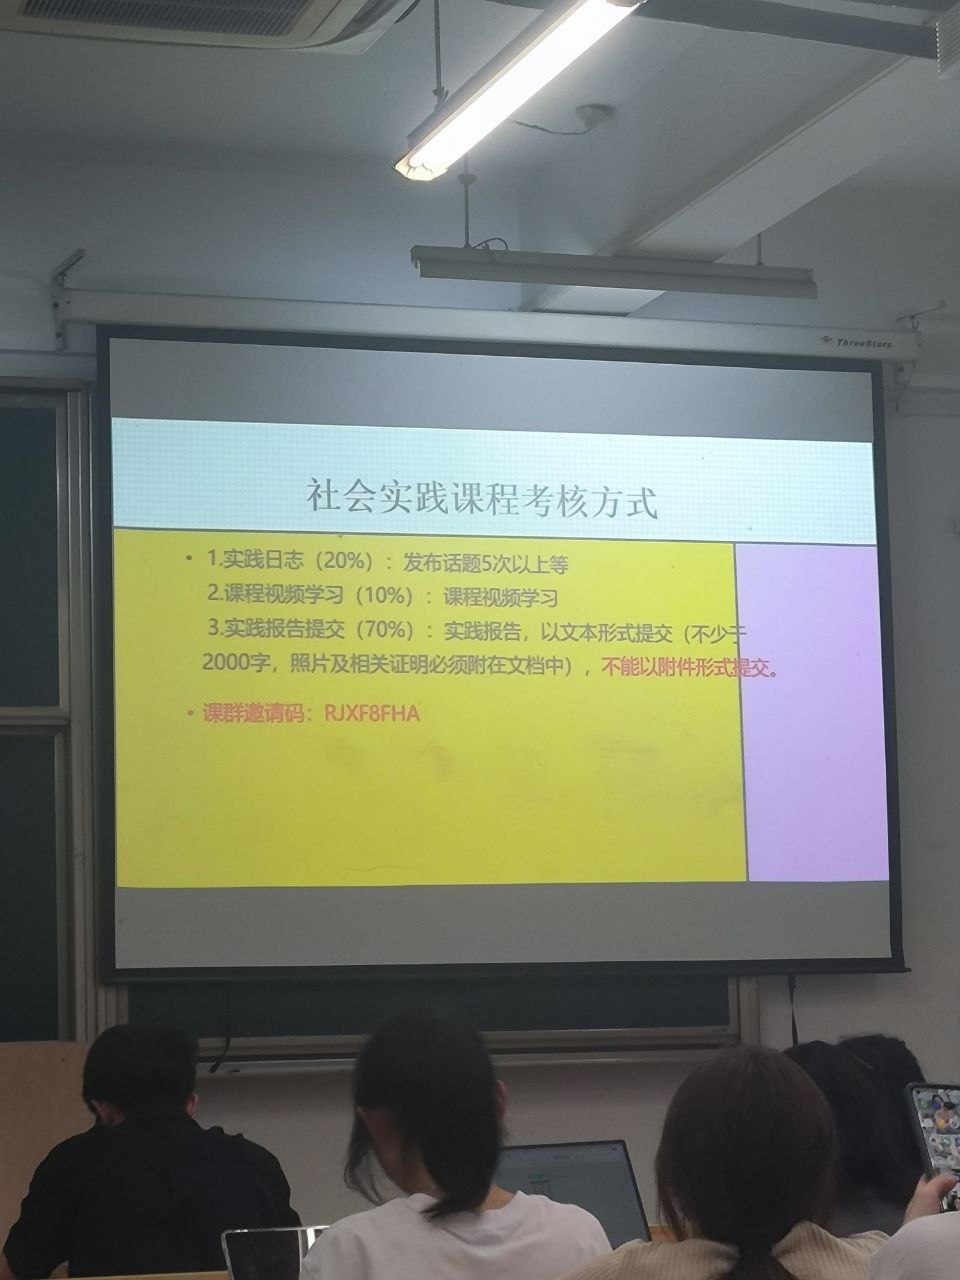 ThreeStars
社会实践课程考核方式
• 1.实践日志（20%）：发布话题5次以上等
2.课程视频学习（10%）：课程视频学习
3.实践报告提交（70%）：实践报告，以文本形式提交（不少于
2000字，照片及相关证明必须附在文档中），不能以附件形式提交。
• 课群邀请码：RJXF8FHA